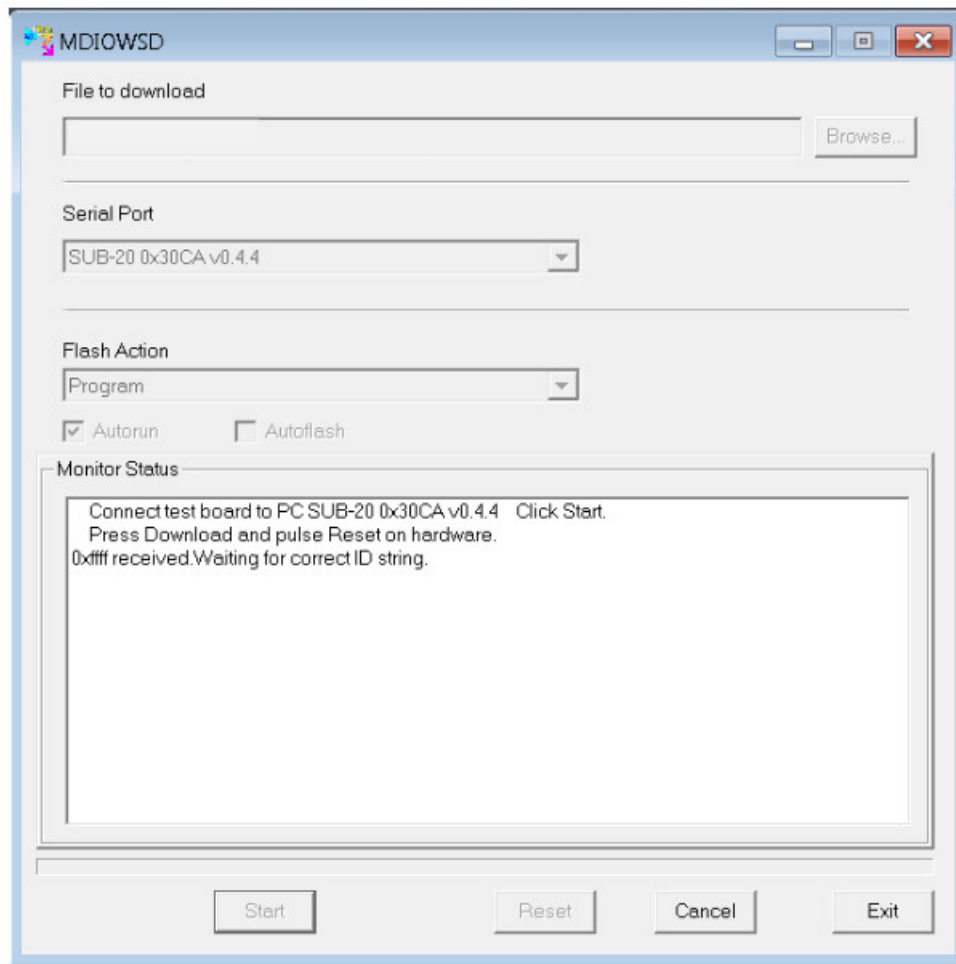 MDIOWSD
File to download
Browse...
Serial Port
SUB-20 0x30CA v0.4.4
Flash Action
Program
Autorun Autoflash
Monitor Status
Connect test board to PC SUB-20 0x30CA v0.4.4 Click Start.
Press Download and pulse Reset on hardware.
0xffff received.Waiting for correct ID string.
Start Reset Cancel Exit